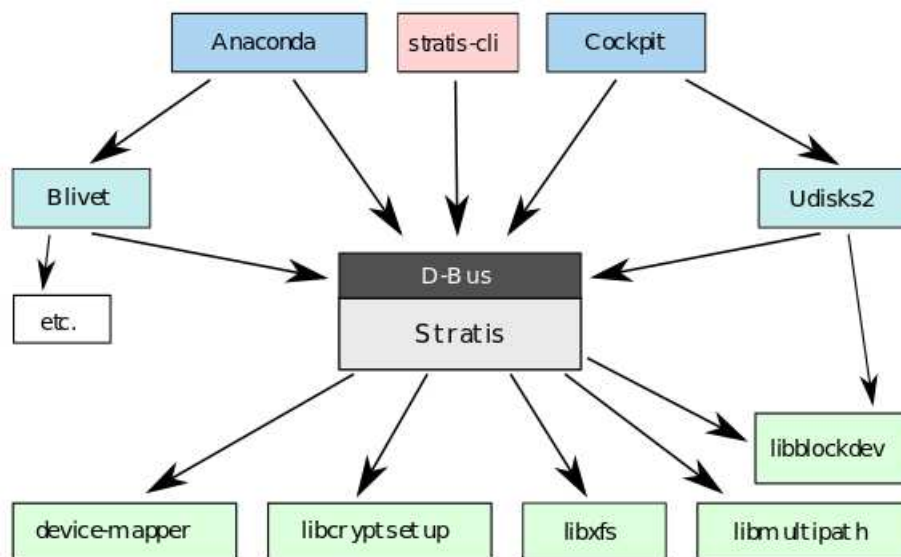 Anaconda
stratis-cli
Cockpit
Blivet
Udisks2
D-Bus
Stratis
etc.
libblockdev
device-mapper
libcryptsetup
libxfs
libmultipath